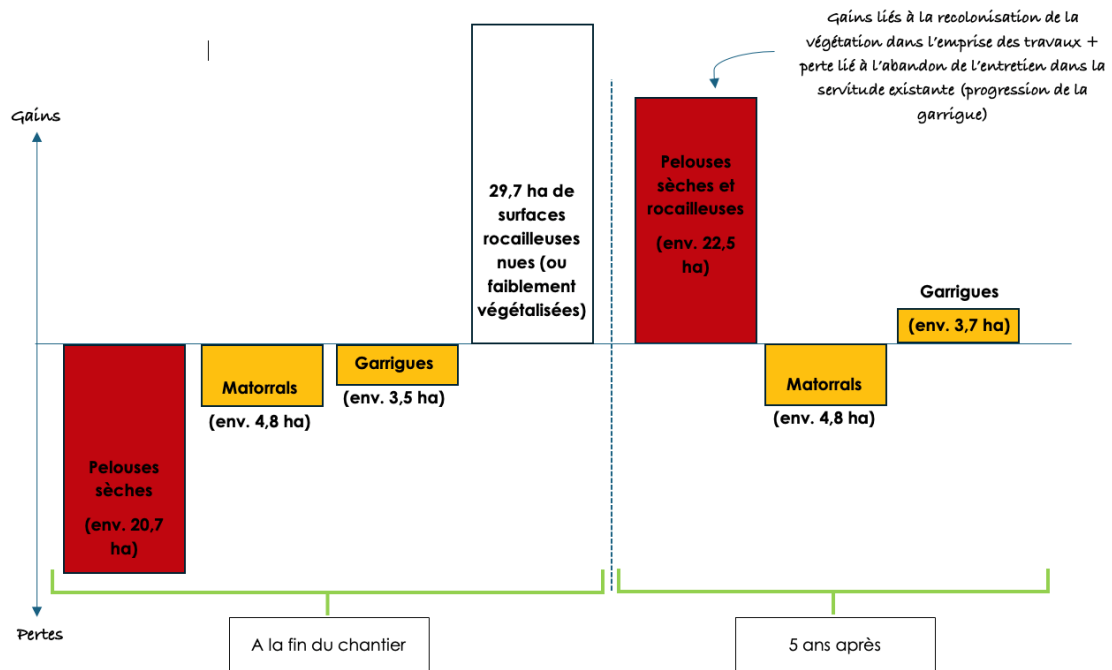 Gains liés à la recolonisation de la
végétation dans l'emprise des travaux +
perte lié à l'abandon de l'entretien dans la
servitude existante (progression de la
garrigue)
Gains
29,7 ha de
surfaces
rocailleuses
nues (ou
faiblement
végétalisées)
Pelouses
sèches et
rocailleuses
(env. 22,5
ha)
Garrigues
(env. 3,7 ha)
Pelouses
sèches
(env. 20,7
ha)
Matorrals
(env. 4,8 ha)
Garrigues
(env. 3,5 ha)
Matorrals
(env. 4,8 ha)
Pertes
A la fin du chantier
5 ans après